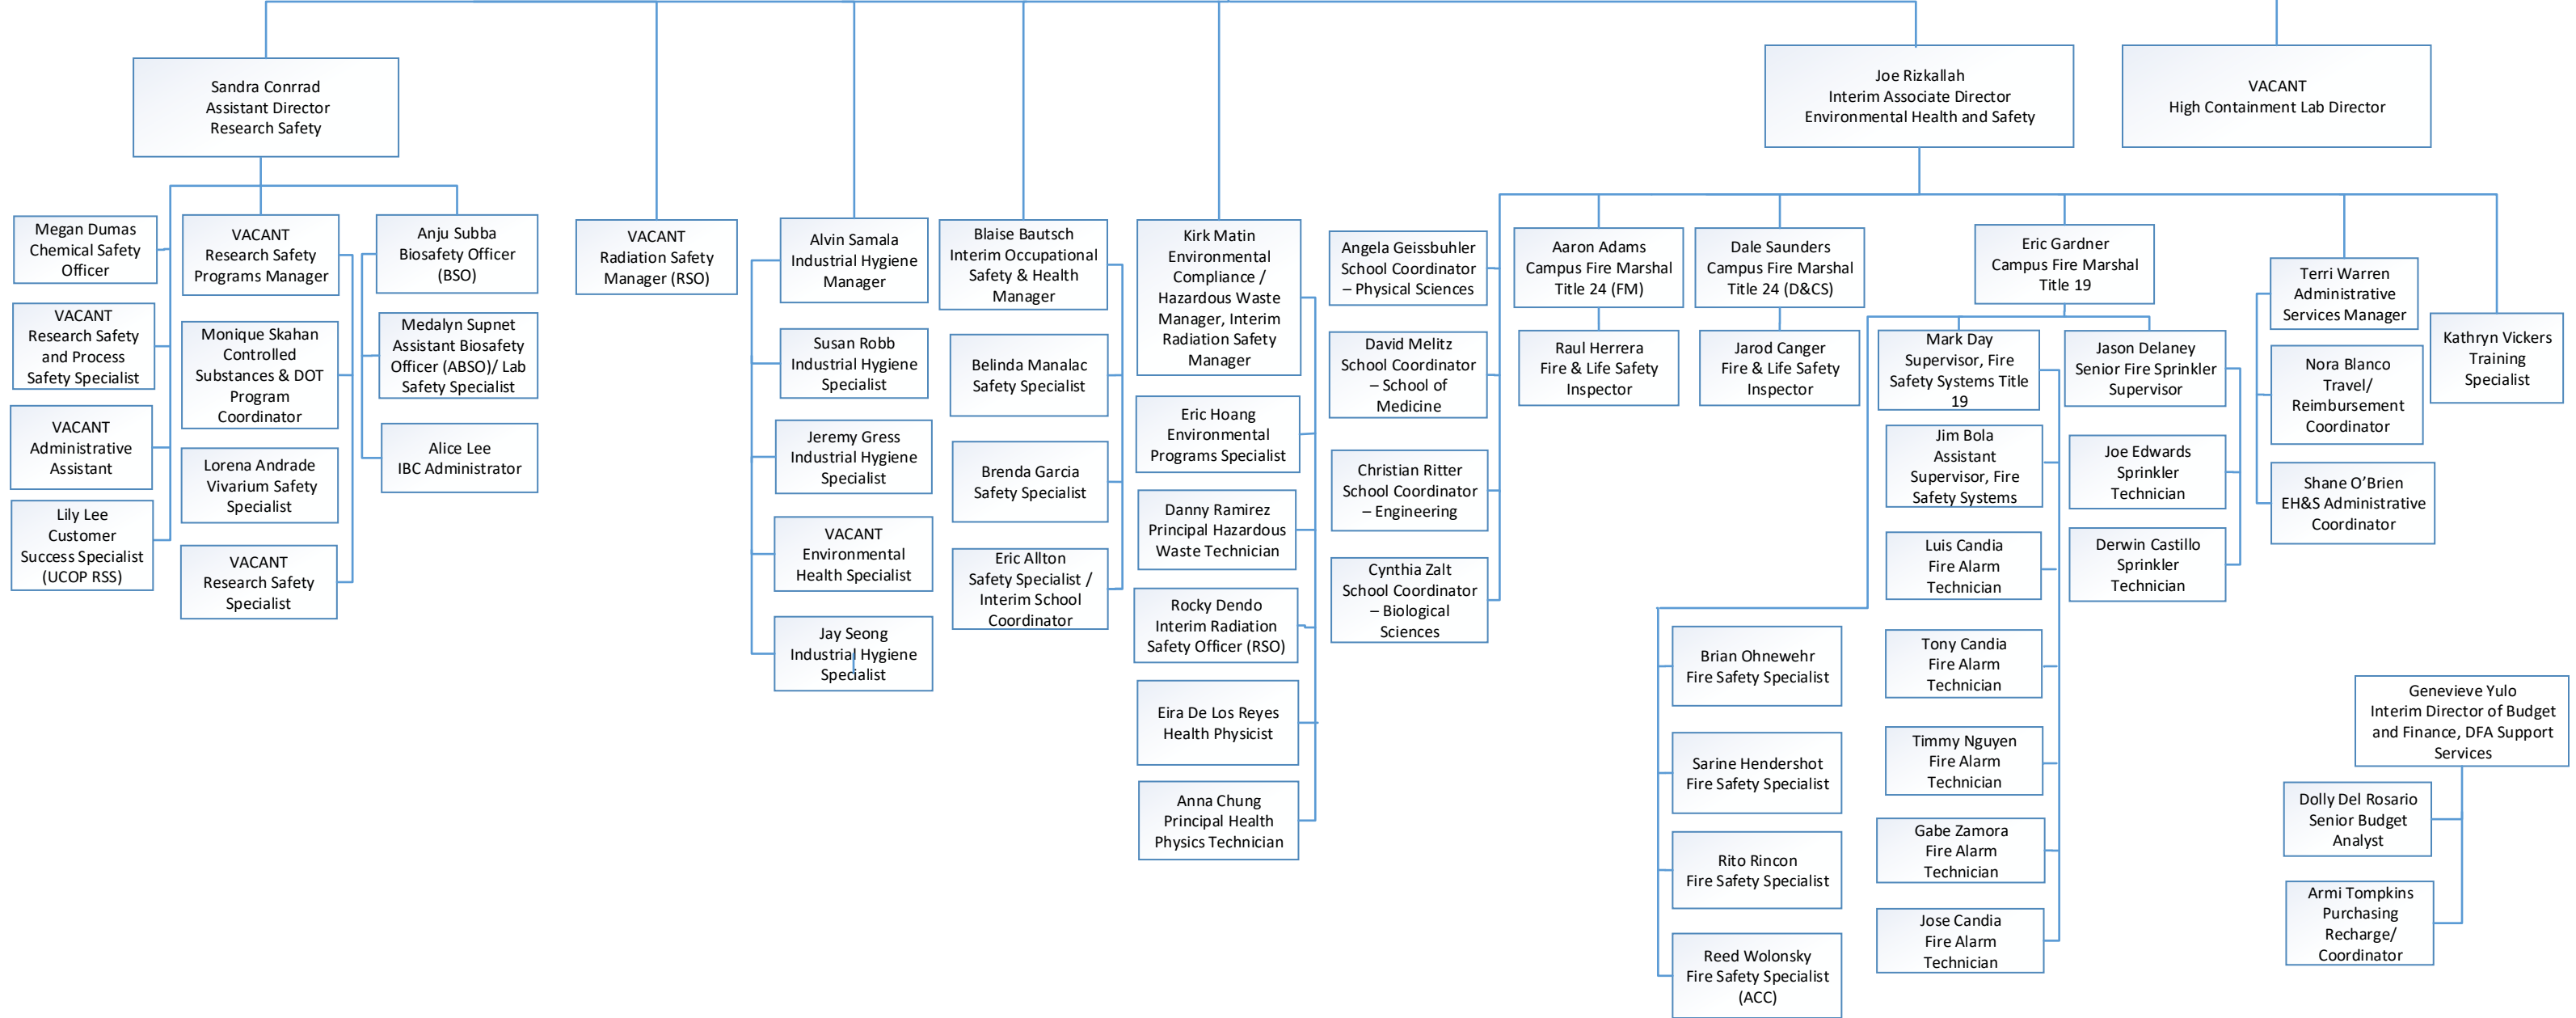 Sandra Conrrad
Assistant Director
Research Safety
Joe Rizkallah
Interim Associate Director
Environmental Health and Safety
VACANT
High Containment Lab Director
Megan Dumas
Chemical Safety
Officer
VACANT
Research Safety
and Process
Safety Specialist
VACANT
Administrative
Assistant
Lily Lee
Customer
Success Specialist
(UCOP RSS)
VACANT
Research Safety
Programs Manager
Monique Skahan
Controlled
Substances & DOT
Program
Coordinator
Lorena Andrade
Vivarium Safety
Specialist
VACANT
Research Safety
Specialist
Anju Subba
Biosafety Officer
(BSO)
Medalyn Supnet
Assistant Biosafety
Officer (ABSO)/ Lab
Safety Specialist
Alice Lee
IBC Administrator
VACANT
Radiation Safety
Manager (RSO)
Alvin Samala
Industrial Hygiene
Manager
Susan Robb
Industrial Hygiene
Specialist
Jeremy Gress
Industrial Hygiene
Specialist
VACANT
Environmental
Health Specialist
Jay Seong
Industrial Hygiene
Specialist
Blaise Bautsch
Interim Occupational
Safety & Health
Manager
Belinda Manalac
Safety Specialist
Brenda Garcia
Safety Specialist
Eric Allton
Safety Specialist /
Interim School
Coordinator
Kirk Matin
Environmental
Compliance /
Hazardous Waste
Manager, Interim
Radiation Safety
Manager
Eric Hoang
Environmental
Programs Specialist
Danny Ramirez
Principal Hazardous
Waste Technician
Rocky Dendo
Interim Radiation
Safety Officer (RSO)
Eira De Los Reyes
Health Physicist
Anna Chung
Principal Health
Physics Technician
Angela Geissbuhler
School Coordinator
– Physical Sciences
David Melitz
School Coordinator
– School of
Medicine
Christian Ritter
School Coordinator
– Engineering
Cynthia Zalt
School Coordinator
– Biological
Sciences
Aaron Adams
Campus Fire Marshal
Title 24 (FM)
Raul Herrera
Fire & Life Safety
Inspector
Dale Saunders
Campus Fire Marshal
Title 24 (D&CS)
Jarod Canger
Fire & Life Safety
Inspector
Eric Gardner
Campus Fire Marshal
Title 19
Brian Ohnewehr
Fire Safety Specialist
Sarine Hendershot
Fire Safety Specialist
Rito Rincon
Fire Safety Specialist
Reed Wolonsky
Fire Safety Specialist
(ACC)
Mark Day
Supervisor, Fire
Safety Systems Title
19
Jim Bola
Assistant
Supervisor, Fire
Safety Systems
Luis Candia
Fire Alarm
Technician
Tony Candia
Fire Alarm
Technician
Timmy Nguyen
Fire Alarm
Technician
Gabe Zamora
Fire Alarm
Technician
Jose Candia
Fire Alarm
Technician
Jason Delaney
Senior Fire Sprinkler
Supervisor
Joe Edwards
Sprinkler
Technician
Derwin Castillo
Sprinkler
Technician
Terri Warren
Administrative
Services Manager
Nora Blanco
Travel/
Reimbursement
Coordinator
Shane O’Brien
EH&S Administrative
Coordinator
Kathryn Vickers
Training
Specialist
Genevieve Yulo
Interim Director of Budget
and Finance, DFA Support
Services
Dolly Del Rosario
Senior Budget
Analyst
Armi Tompkins
Purchasing
Recharge/
Coordinator